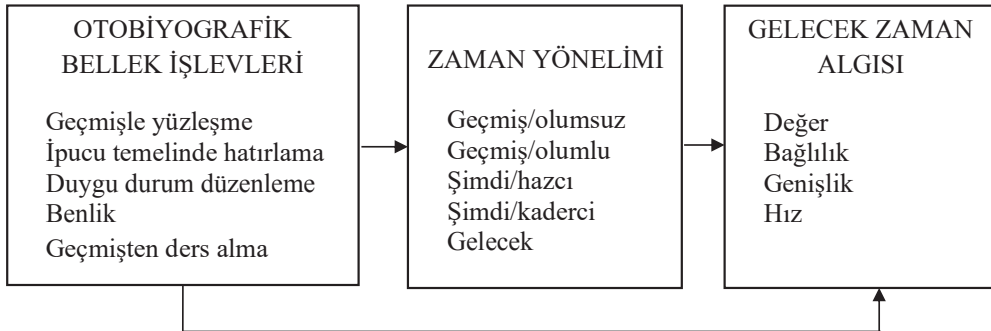 OTOBİYOGRAFİK
BELLEK İŞLEVLERİ
Geçmişle yüzleşme
İpucu temelinde hatırlama
Duygu durum düzenleme
Benlik
Geçmişten ders alma
ZAMAN YÖNELİMİ
Geçmiş/olumsuz
Geçmiş/olumlu
Şimdi/hazcı
Şimdi/kaderci
Gelecek
GELECEK ZAMAN
ALGISI
Değer
Bağlılık
Genişlik
Hız